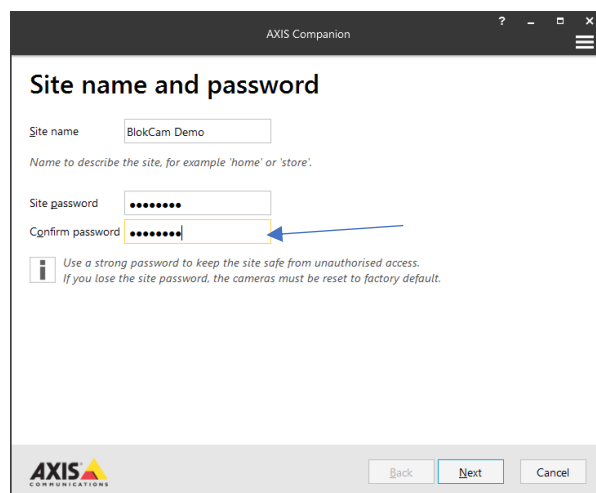 AXIS Companion
?
Site name and password
Site name BlokCam Demo
Name to describe the site, for example 'home' or 'store'.
Site password ●●●●●●●●
Confirm password ●●●●●●●●
i Use a strong password to keep the site safe from unauthorised access.
If you lose the site password, the cameras must be reset to factory default.
AXIS
COMMUNICATIONS
Back Next Cancel